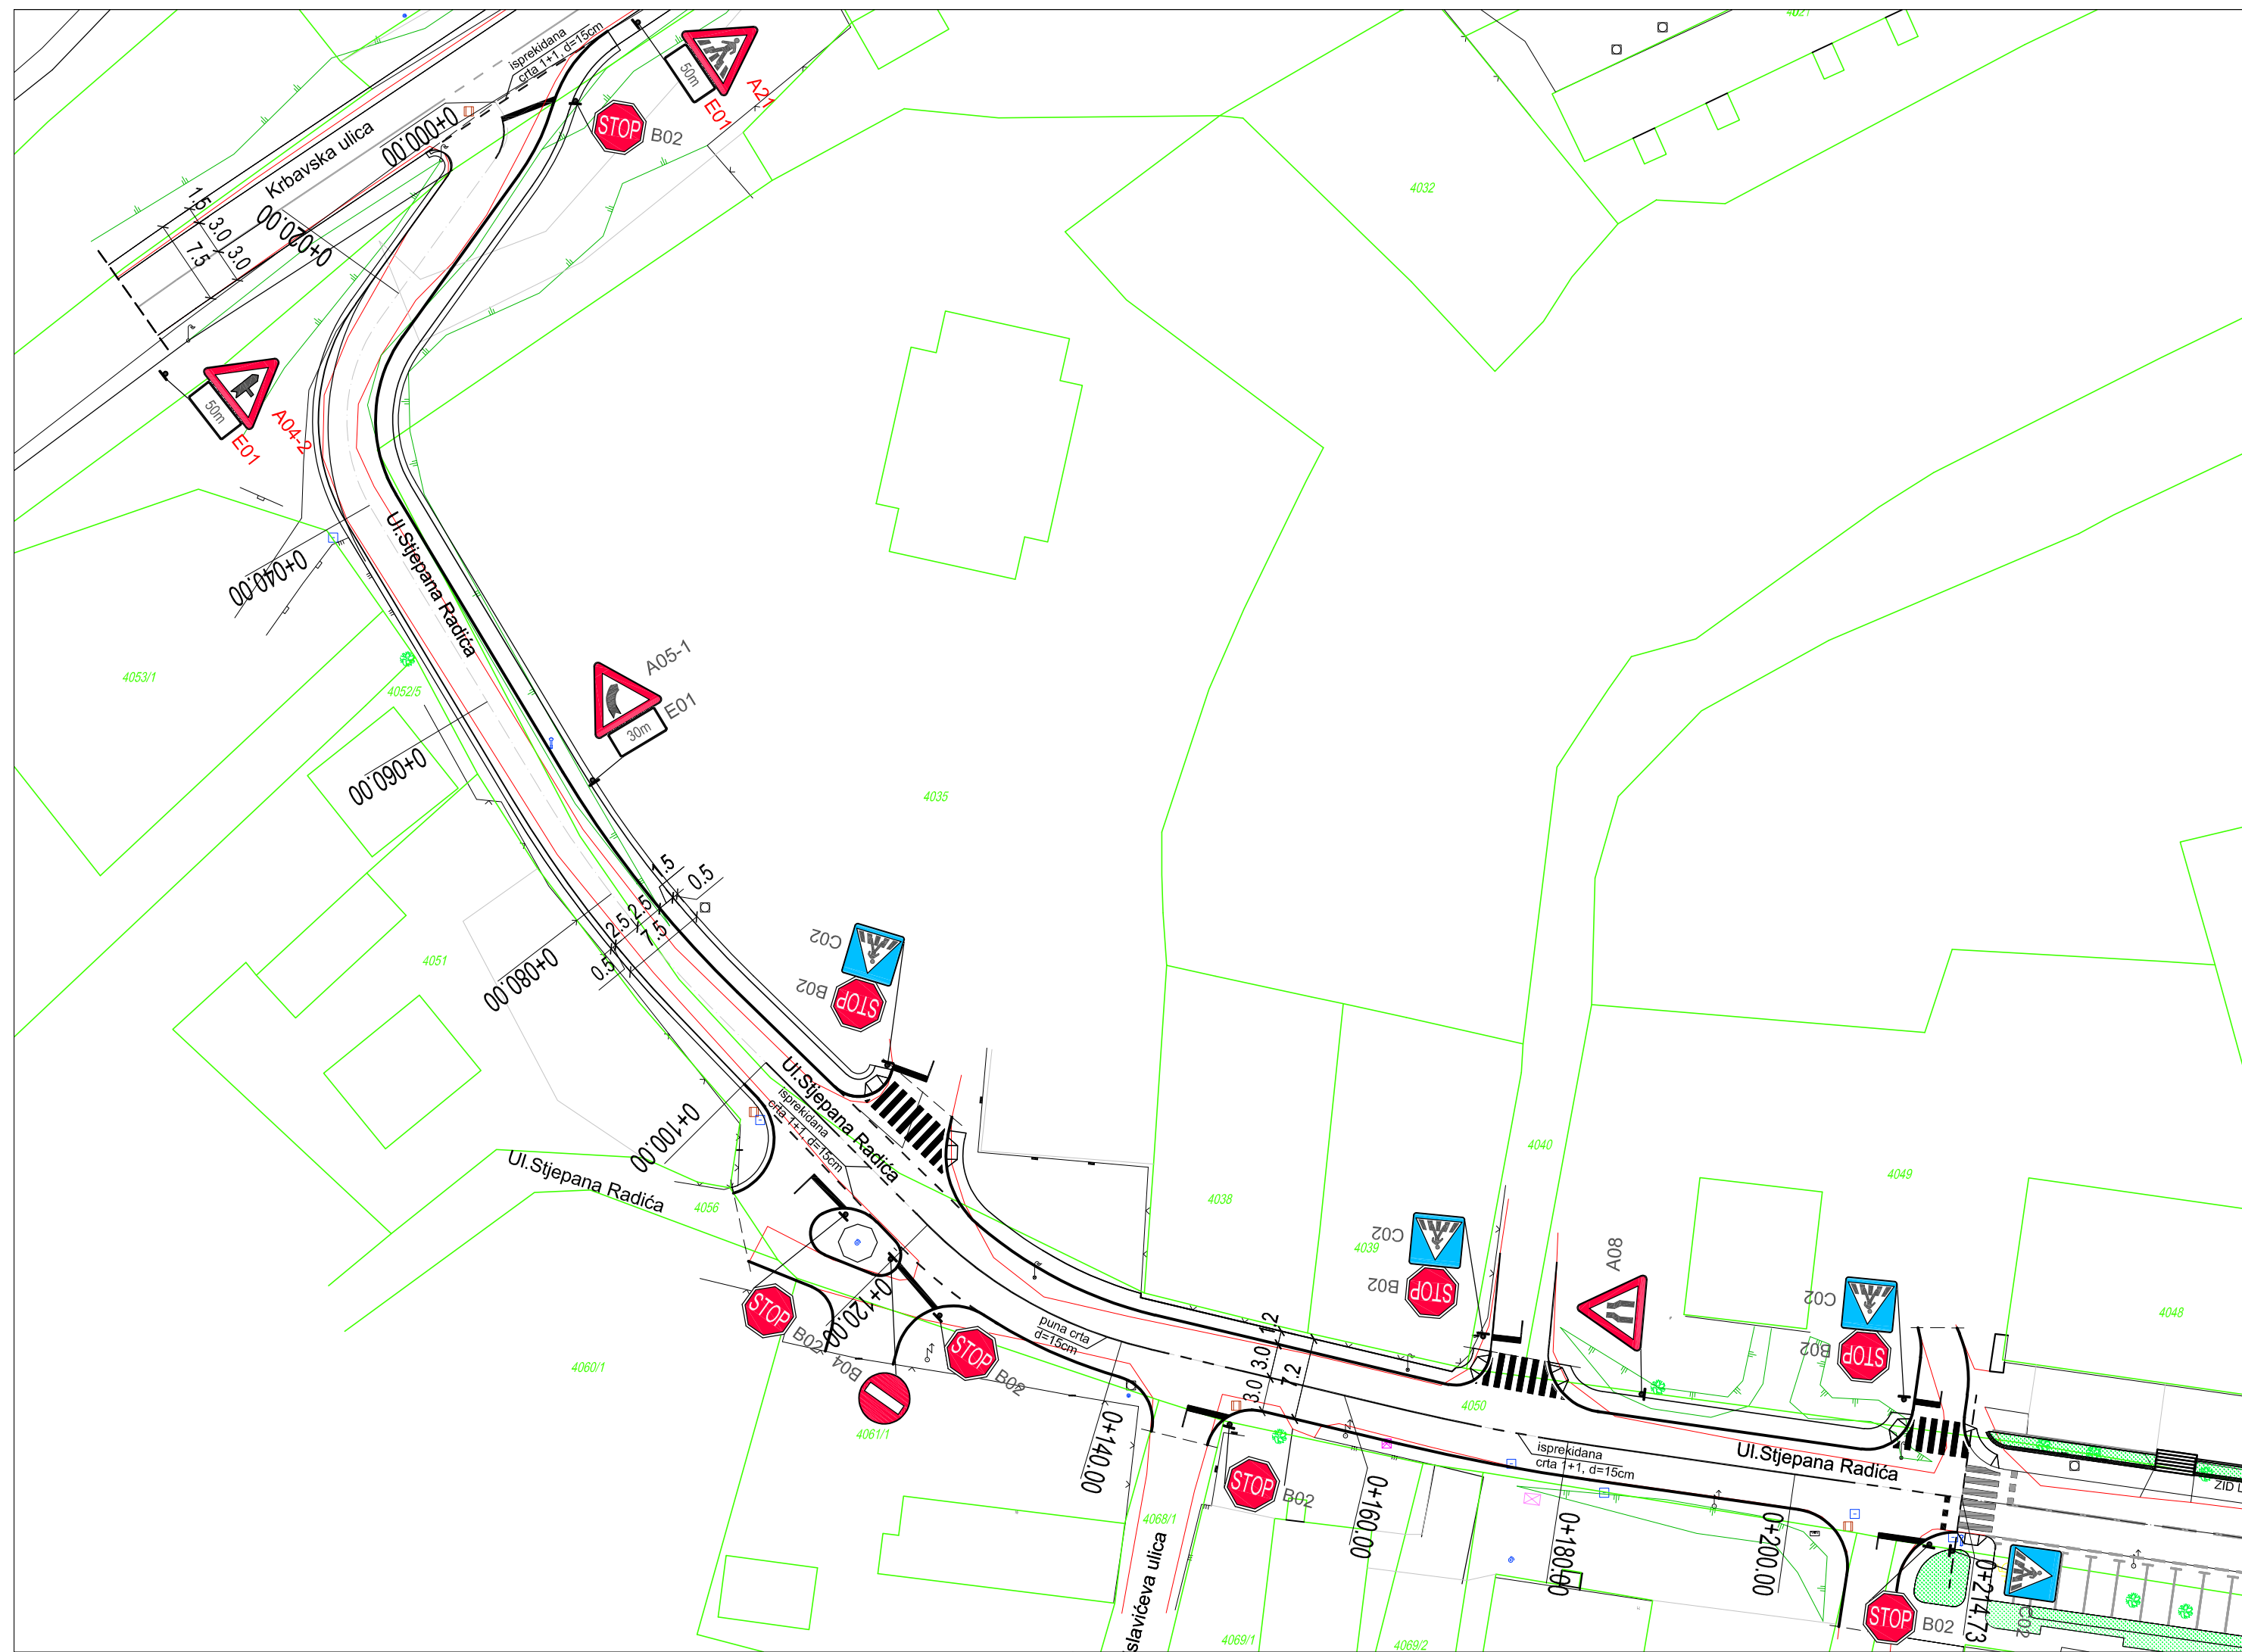 4021
isprekidana
crta 1+1, d=15cm
50m
A21
E01
STOP
B02
0+000.00
Krbavska ulica
4032
1.5
3.0
3.0
7.5
0+020.00
50m
A04-2
E01
Ul.Stjepana Radića
0+040.00
4053/1
4052/5
A05-1
E01
30m
0+060.00
4035
1.5
0.5
2.5
2.5
7.5
0.5
C02
B02
STOP
4051
0+080.00
Ul.Stjepana Radića
isprekidana
crta 1+1, d=15cm
0+100.00
Ul.Stjepana Radića
4056
4038
4040
4049
4039
C02
B02
STOP
A08
C02
B02
STOP
4048
STOP
B02
0+120.00
puna crta
d=15cm
STOP
B02
B04
4060/1
4061/1
1.2
3.0
3.0
7.2
4050
0+140.00
isprekidana
crta 1+1, d=15cm
Ul.Stjepana Radića
STOP
B02
0+160.00
0+180.00
0+200.00
ZID
4068/1
slavićeva ulica
4069/1
4069/2
STOP
B02
0+214.73
C02